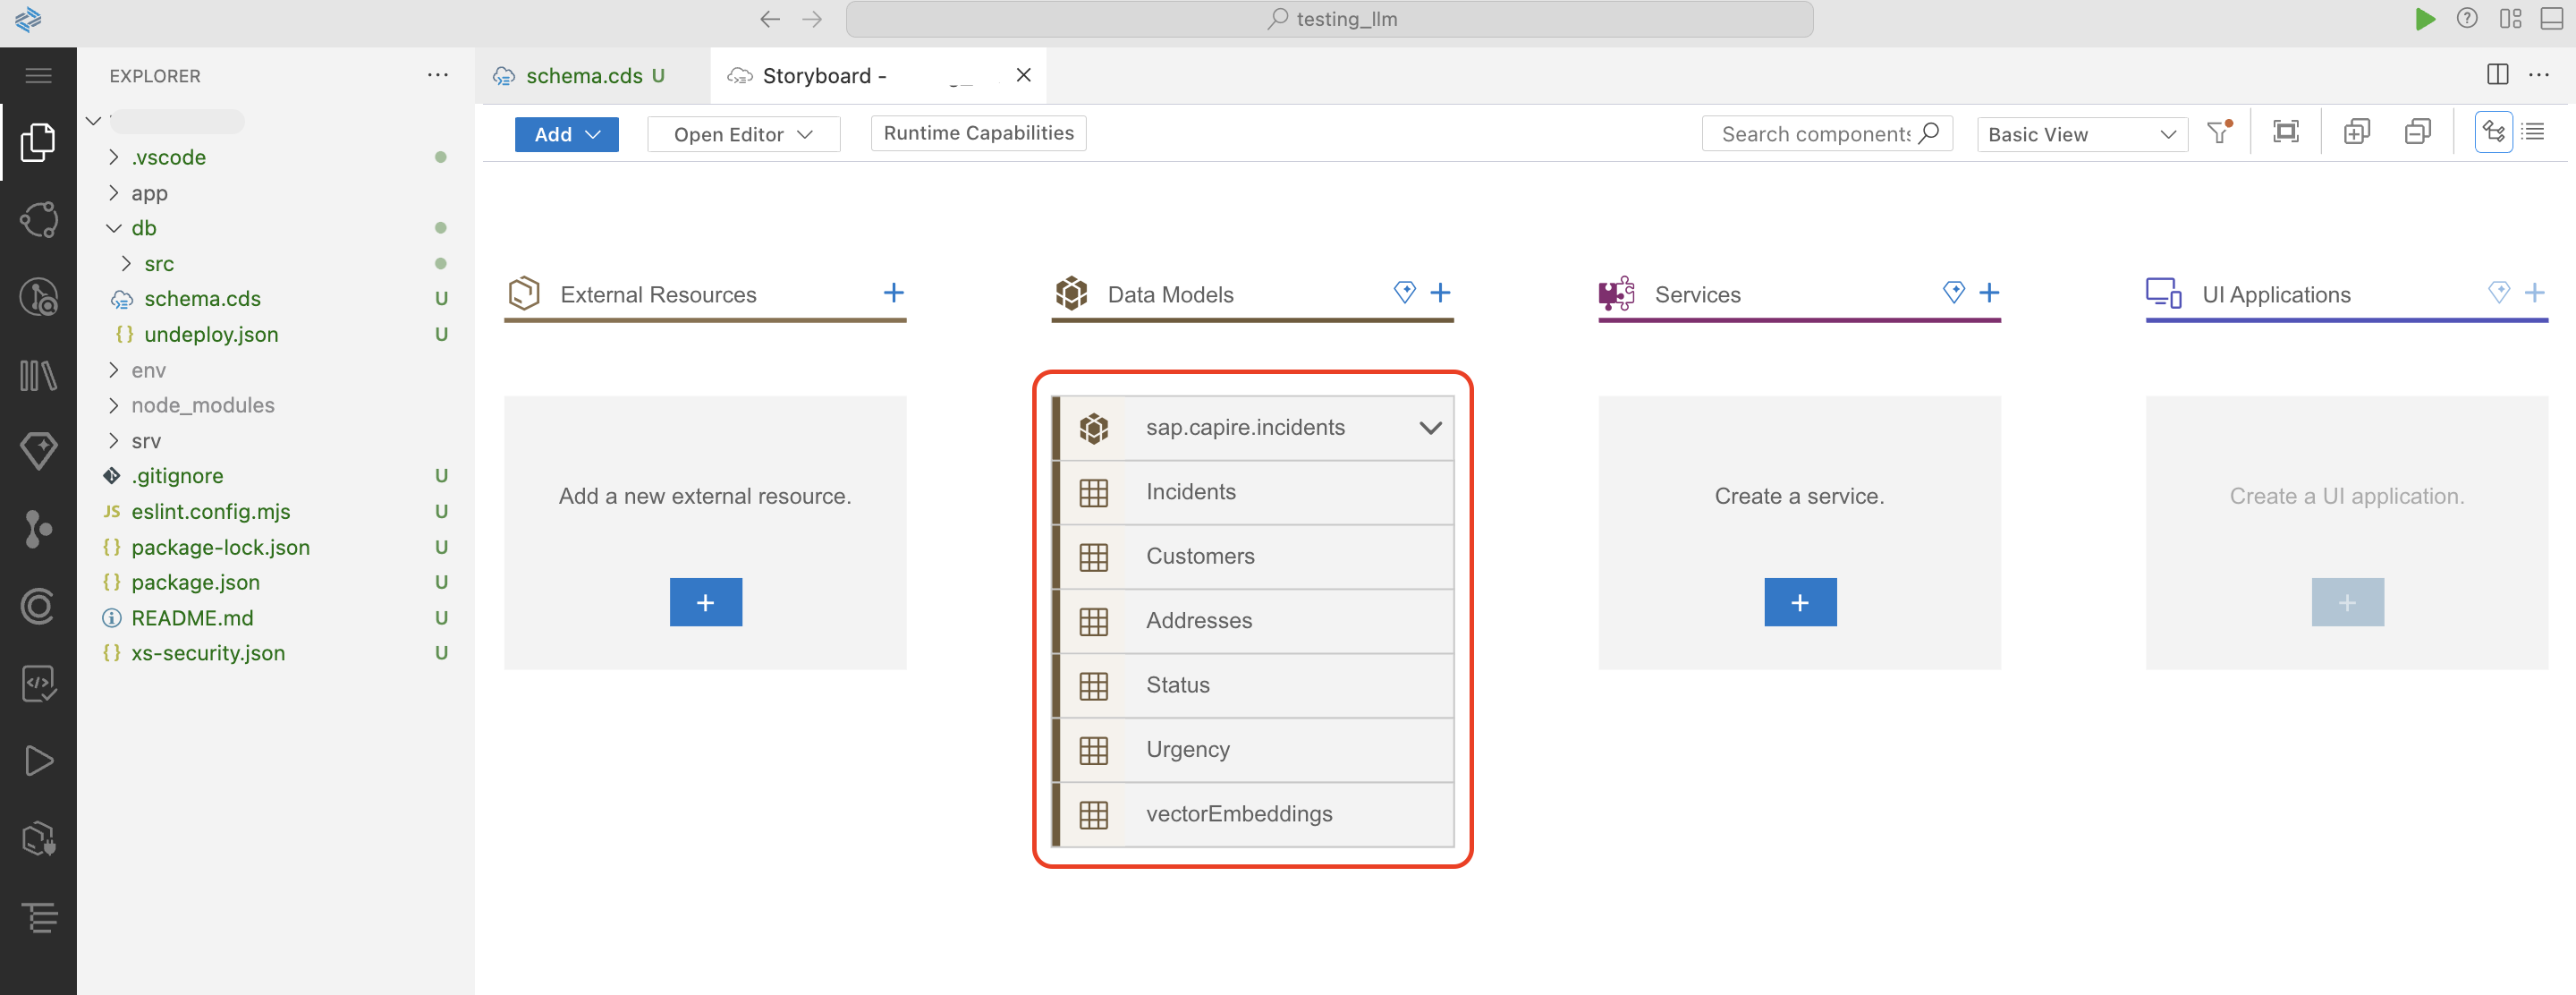 testing_llm
EXPLORER
schema.cds U
Storyboard -
Add
Open Editor
Runtime Capabilities
Search components
Basic View
.vscode
app
db
src
schema.cds U
{} undeploy.json U
env
node_modules
srv
.gitignore U
JS eslint.config.mjs U
{} package-lock.json U
{} package.json U
README.md U
{} xs-security.json U
External Resources
Add a new external resource.
Data Models
sap.capire.incidents
Incidents
Customers
Addresses
Status
Urgency
vectorEmbeddings
Services
Create a service.
UI Applications
Create a UI application.